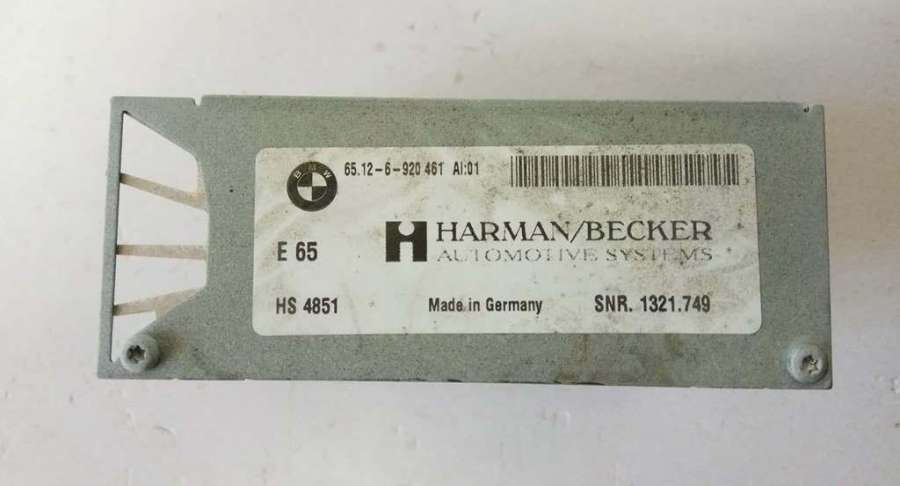 BMW
65.12-6-920 461 AI:01
E 65
HARMAN/BECKER
AUTOMOTIVE SYSTEMS
HS 4851
Made in Germany
SNR. 1321.749